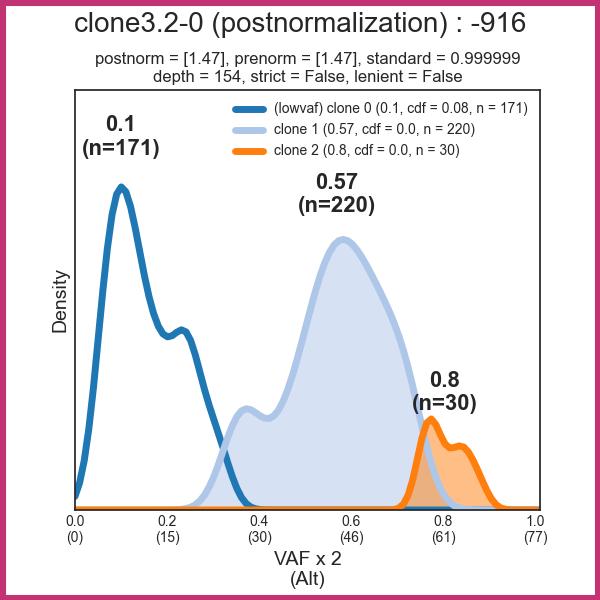 clone3.2-0 (postnormalization) : -916
postnorm = [1.47], prenorm = [1.47], standard = 0.999999
depth = 154, strict = False, lenient = False
(lowvaf) clone 0 (0.1, cdf = 0.08, n = 171)
clone 1 (0.57, cdf = 0.0, n = 220)
clone 2 (0.8, cdf = 0.0, n = 30)
0.1
(n=171)
0.57
(n=220)
0.8
(n=30)
Density
0.0 0.2 0.4 0.6 0.8 1.0
(0) (15) (30) (46) (61) (77)
VAF x 2
(Alt)